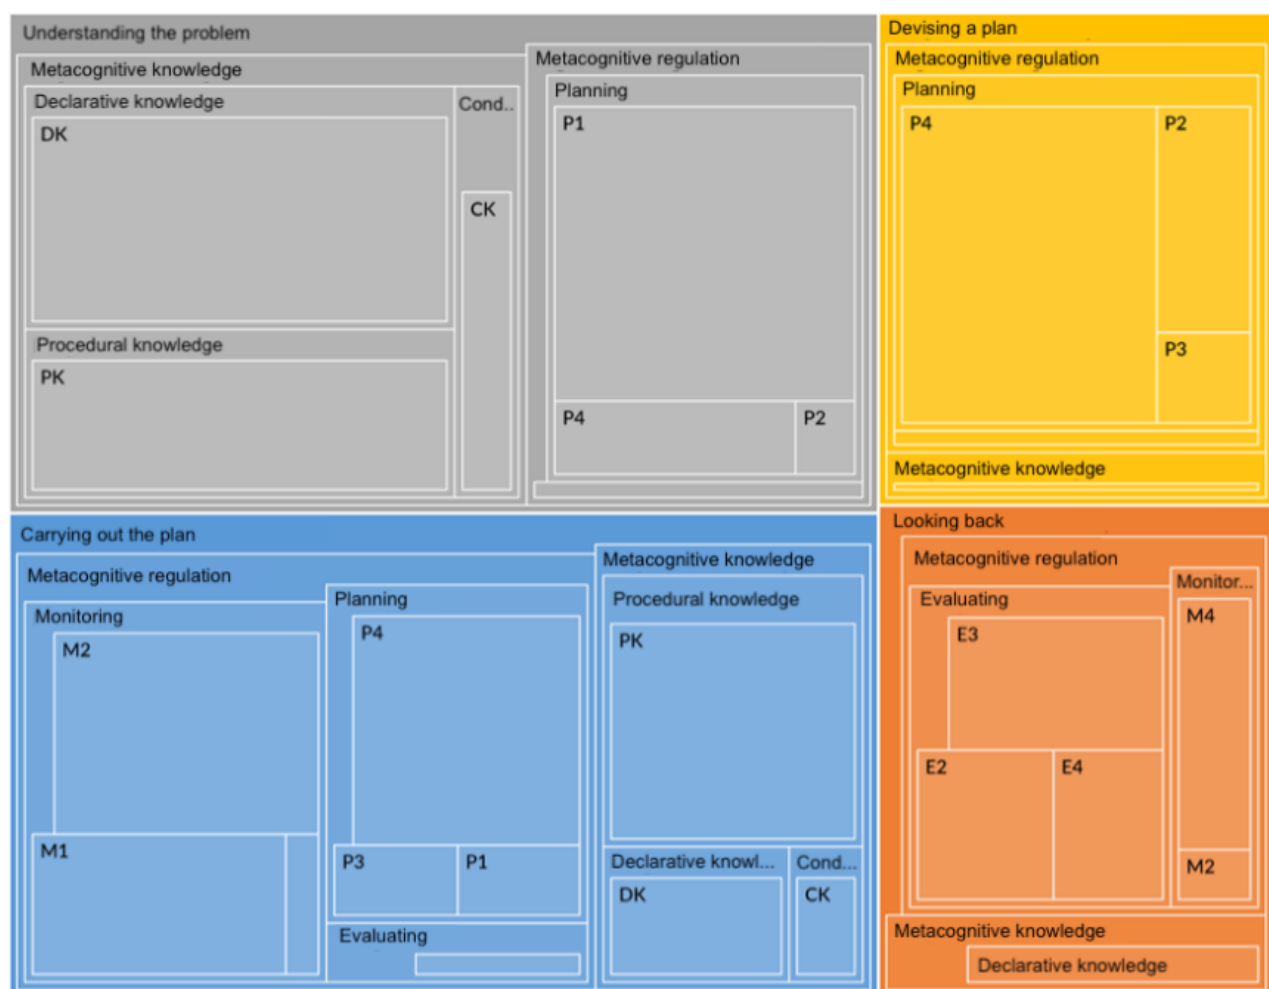 Understanding the problem
Metacognitive knowledge
Declarative knowledge
DK
Cond..
CK
Procedural knowledge
PK
Metacognitive regulation
Planning
P1
P4
P2
Devising a plan
Metacognitive regulation
Planning
P4
P2
P3
Metacognitive knowledge
Carrying out the plan
Metacognitive regulation
Monitoring
M2
M1
Planning
P4
P3
P1
Evaluating
Metacognitive knowledge
Procedural knowledge
PK
Declarative knowl...
DK
Cond...
CK
Looking back
Metacognitive regulation
Evaluating
E3
E2
E4
Monitor...
M4
M2
Metacognitive knowledge
Declarative knowledge